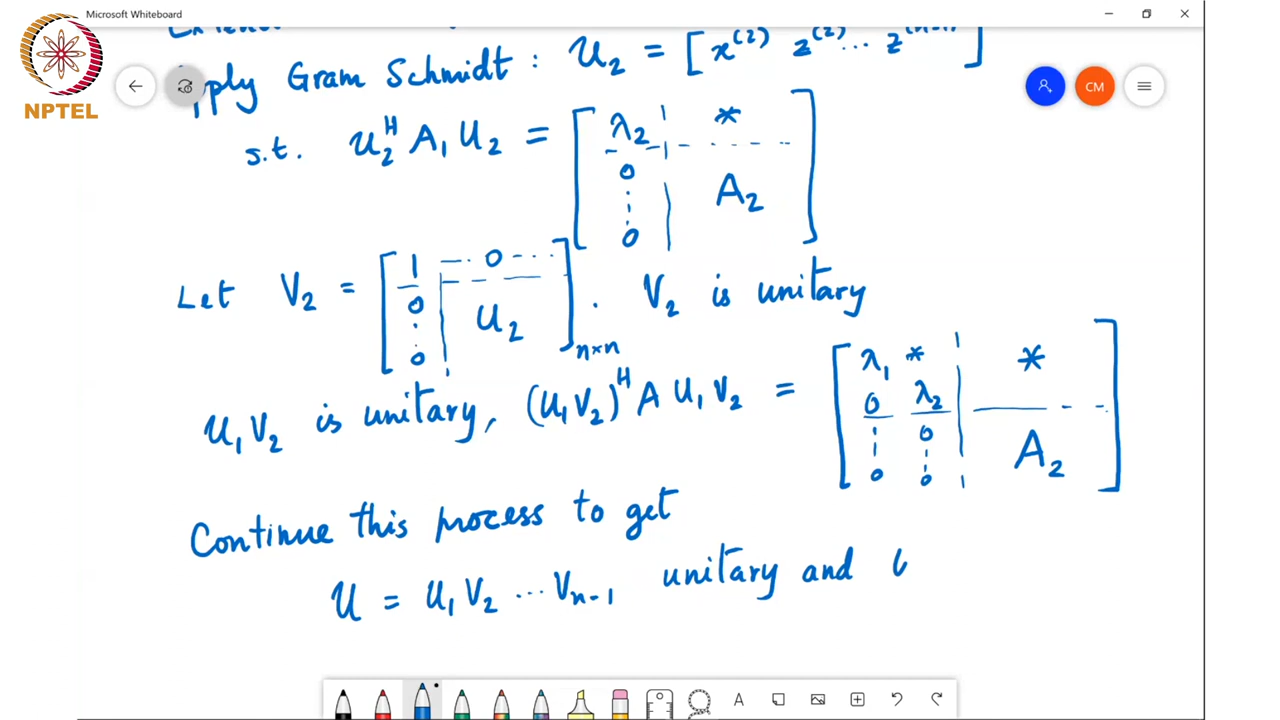 Microsoft Whiteboard
NPTEL
CM
Apply Gram Schmidt : U₂ = [x⁽²⁾ z⁽²⁾ ... z⁽ⁿ⁻¹⁾]
s.t. U₂ᴴ A₁ U₂ = [λ₂ * 0 ⋮ 0 A₂]
Let V₂ = [1 0 0 ⋮ 0 U₂]ₙₓₙ . V₂ is unitary
U₁V₂ is unitary, (U₁V₂)ᴴ A U₁V₂ = [λ₁ * * 0 λ₂ ⋮ 0 ⋮ 0 0 A₂]
Continue this process to get
U = U₁V₂ ... Vₙ₋₁ unitary and